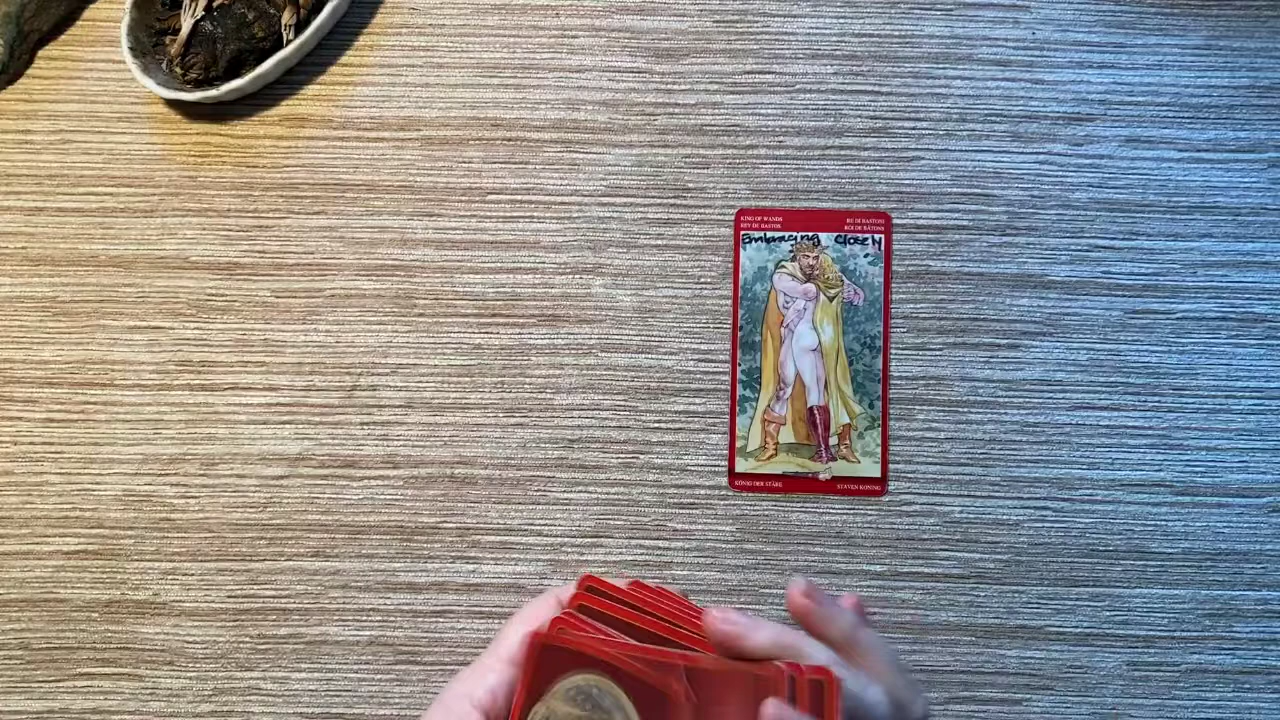 KING OF WANDS
REY DE BASTOS
RE DI BASTONI
ROI DE BÂTONS
Embracing Closely
KÖNIG DER STÄBE
STAVEN KONING